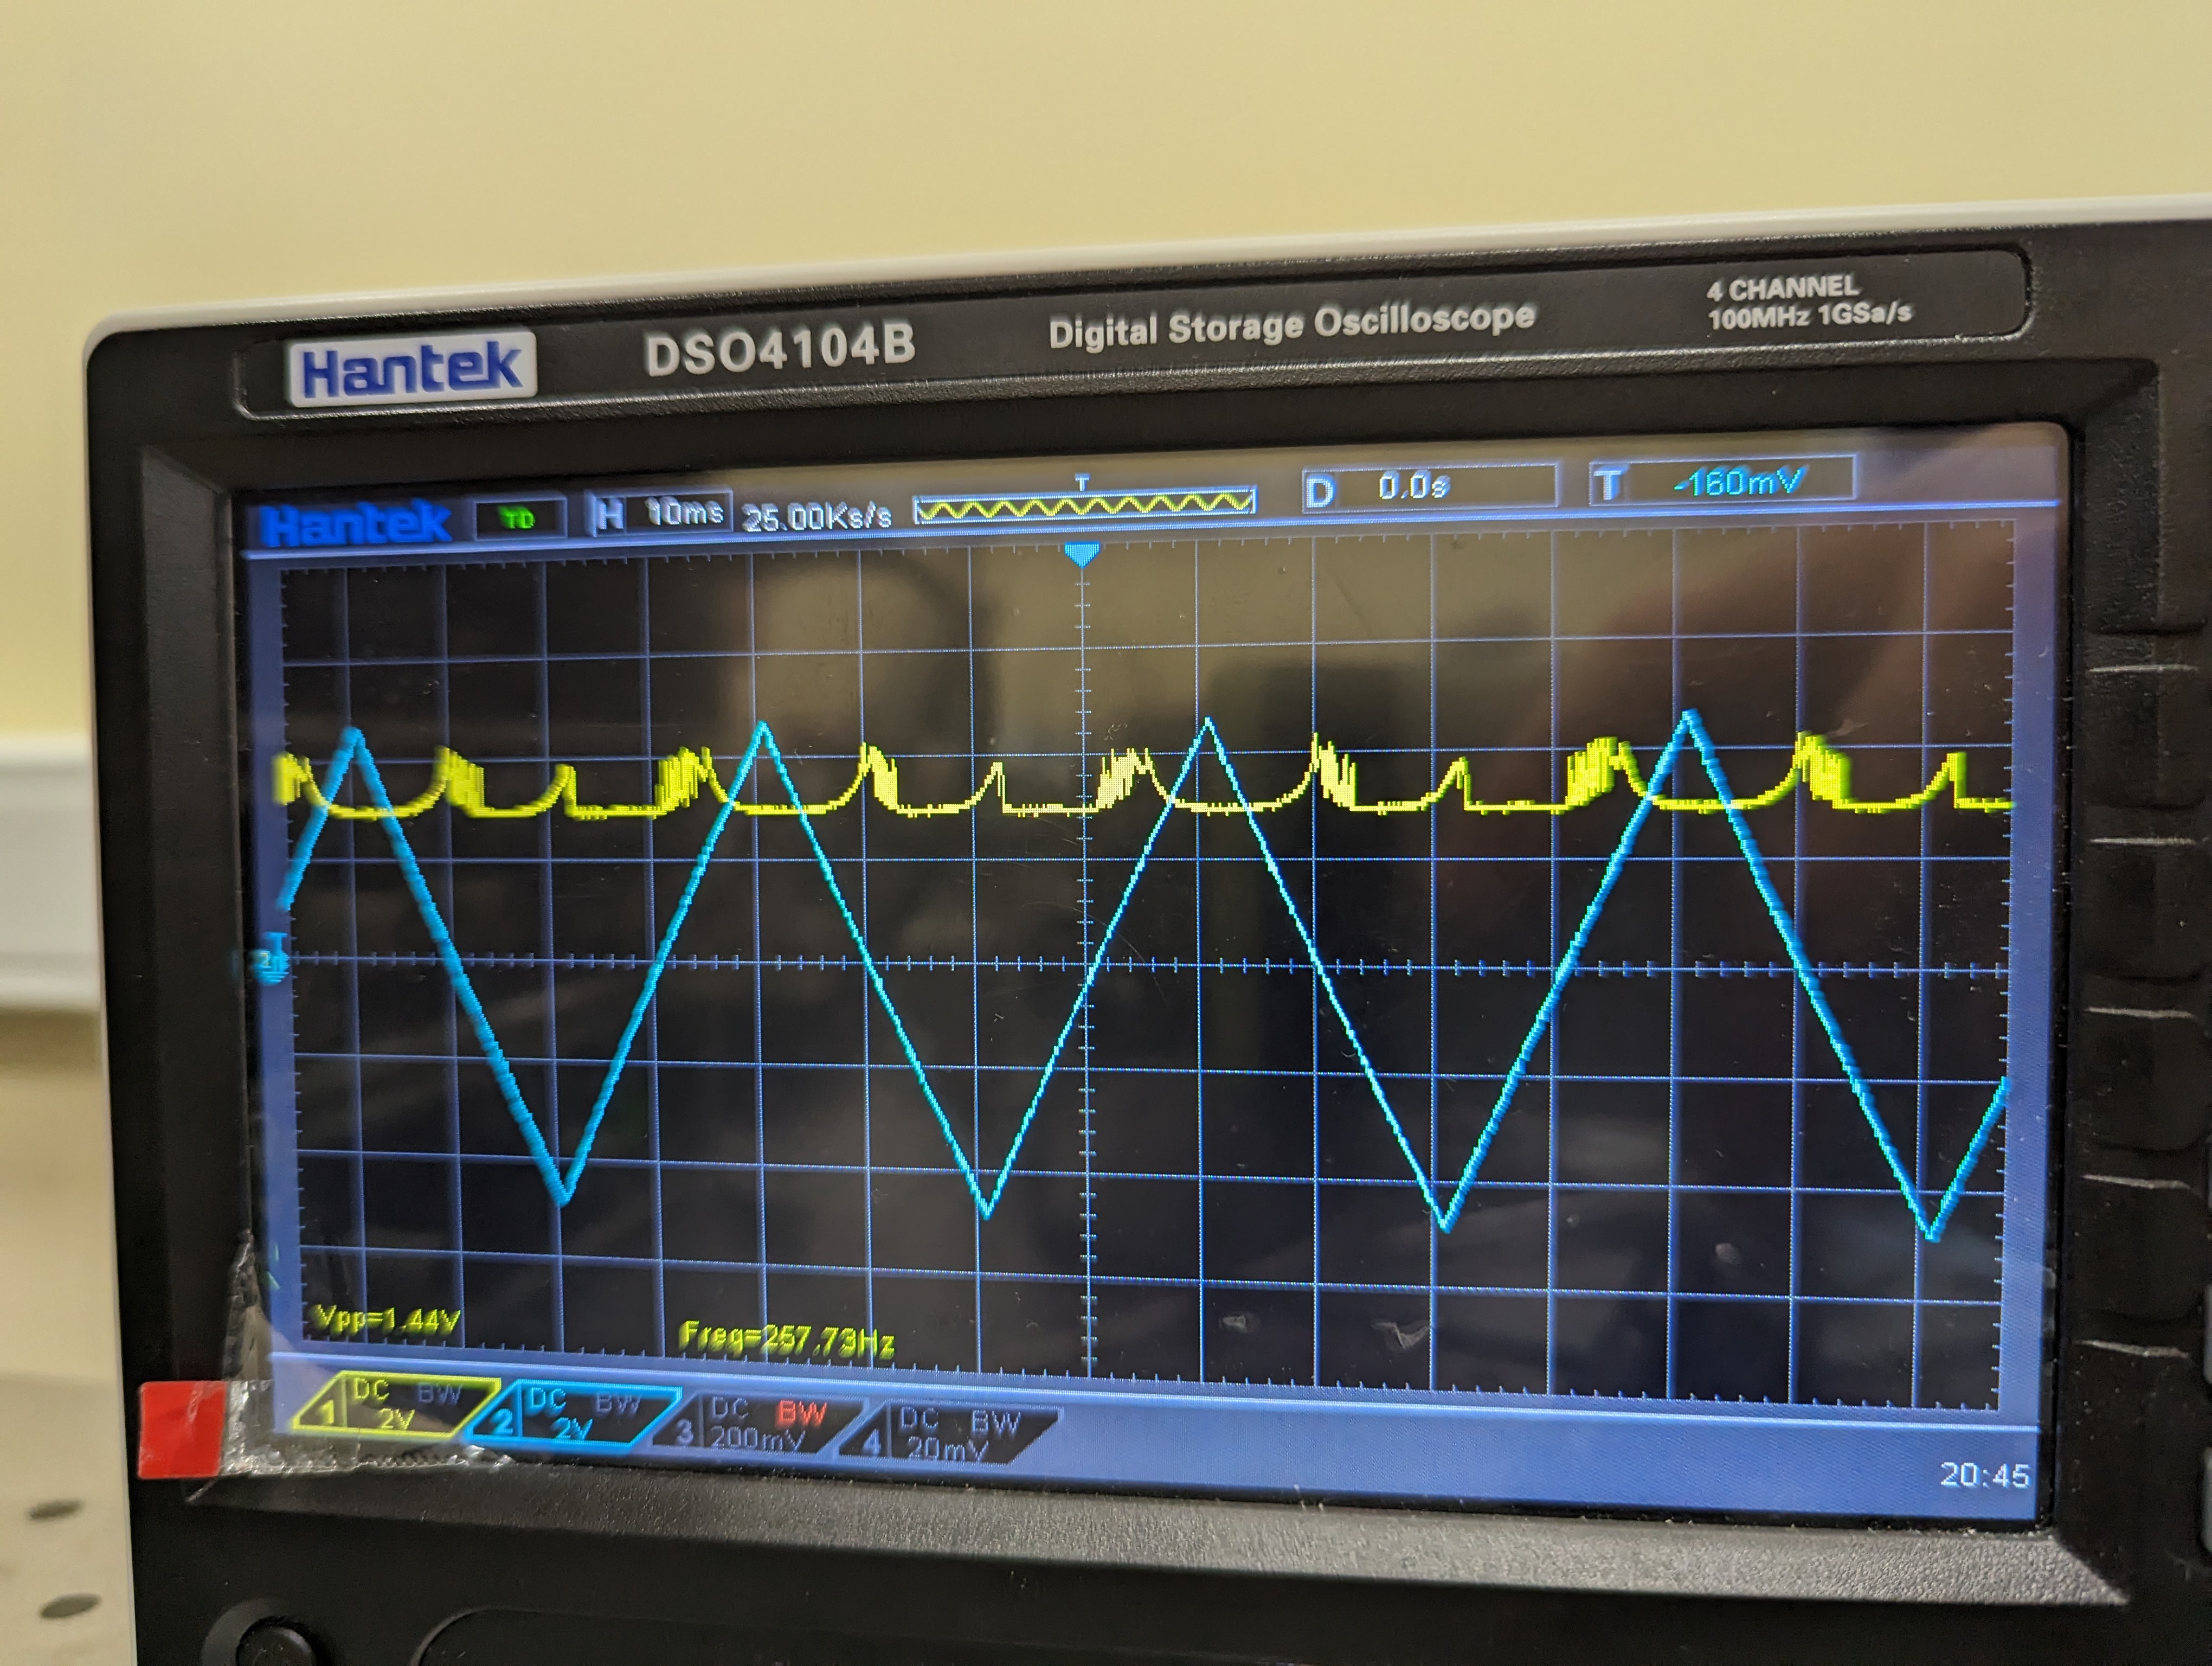 Hantek DSO4104B Digital Storage Oscilloscope 4 CHANNEL
100MHz 1GSa/s
Hantek TD H 10ms 25.00Ks/s T D 0.0s T -160mV
2
Vpp=1.44V Freq=257.73Hz
1 DC BW 2V 2 DC BW 2V 3 DC BW 200mV 4 DC BW 20mV
20:45